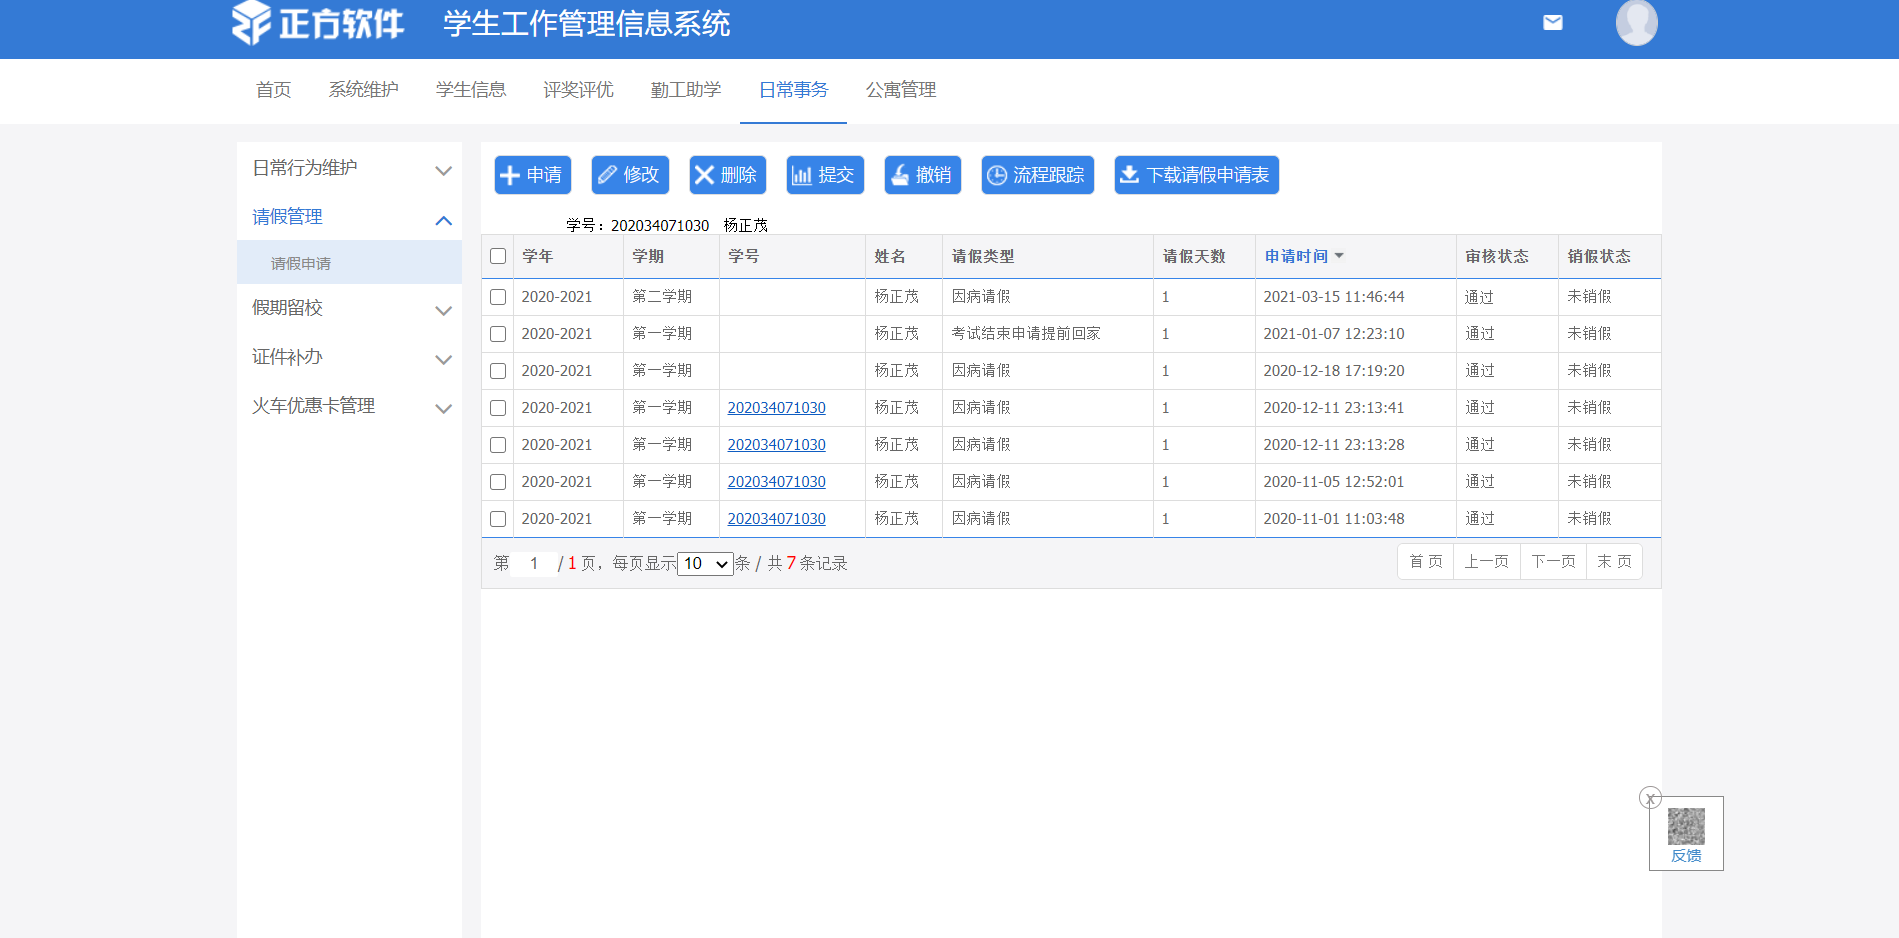 正方软件 学生工作管理信息系统
首页 系统维护 学生信息 评奖评优 勤工助学 日常事务 公寓管理
日常行为维护
请假管理
请假申请
假期留校
证件补办
火车优惠卡管理
申请 修改 删除 提交 撤销 流程跟踪 下载请假申请表
学号：202034071030 杨正茂
学年 学期 学号 姓名 请假类型 请假天数 申请时间 审核状态 销假状态
2020-2021 第二学期 杨正茂 因病请假 1 2021-03-15 11:46:44 通过 未销假
2020-2021 第一学期 杨正茂 考试结束申请提前回家 1 2021-01-07 12:23:10 通过 未销假
2020-2021 第一学期 杨正茂 因病请假 1 2020-12-18 17:19:20 通过 未销假
2020-2021 第一学期 202034071030 杨正茂 因病请假 1 2020-12-11 23:13:41 通过 未销假
2020-2021 第一学期 202034071030 杨正茂 因病请假 1 2020-12-11 23:13:28 通过 未销假
2020-2021 第一学期 202034071030 杨正茂 因病请假 1 2020-11-05 12:52:01 通过 未销假
2020-2021 第一学期 202034071030 杨正茂 因病请假 1 2020-11-01 11:03:48 通过 未销假
第 1 / 1 页，每页显示 10 条 / 共 7 条记录 首 页 上一页 下一页 末 页
x
反馈